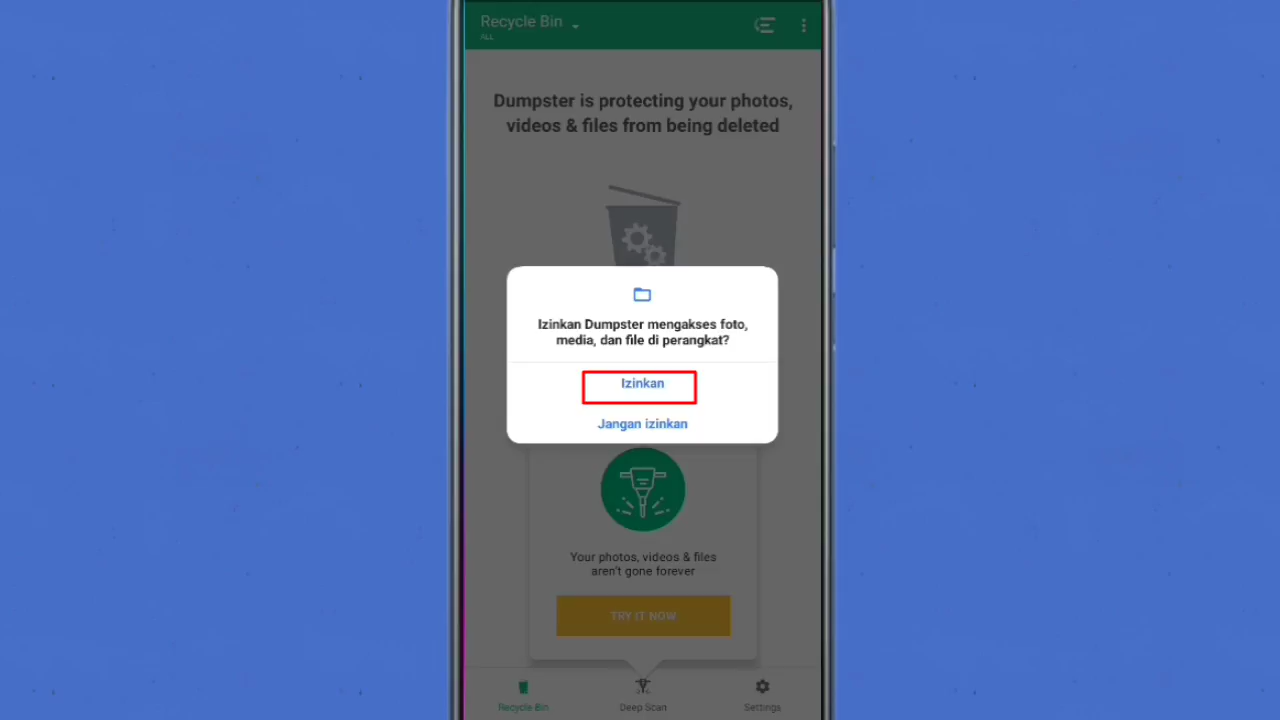 Recycle Bin
ALL
Dumpster is protecting your photos,
videos & files from being deleted
Izinkan Dumpster mengakses foto,
media, dan file di perangkat?
Izinkan
Jangan izinkan
Your photos, videos & files
aren't gone forever
TRY IT NOW
Recycle Bin
Deep Scan
Settings